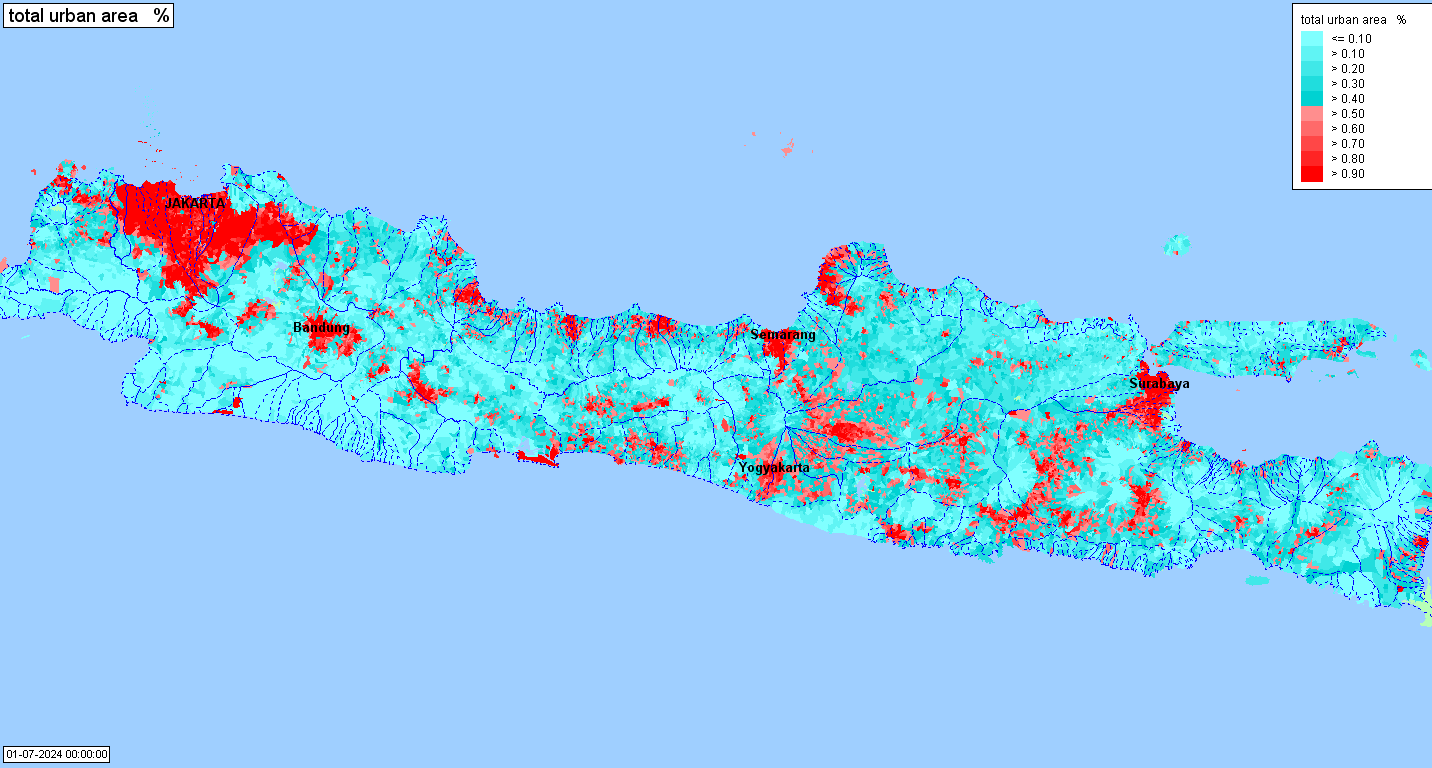 total urban area %
total urban area %
<= 0.10
> 0.10
> 0.20
> 0.30
> 0.40
> 0.50
> 0.60
> 0.70
> 0.80
> 0.90
JAKARTA
Bandung
Semarang
Surabaya
Yogyakarta
01-07-2024 00:00:00